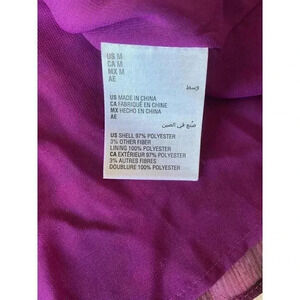 US M
CA M
MX M
AE
وسط
US MADE IN CHINA
CA FABRIQUÉ EN CHINE
MX HECHO EN CHINA
AE
صُنع في الصين
US SHELL 97% POLYESTER
3% OTHER FIBER
LINING 100% POLYESTER
CA EXTÉRIEUR 97% POLYESTER
3% AUTRES FIBRES
DOUBLURE 100% POLYESTER